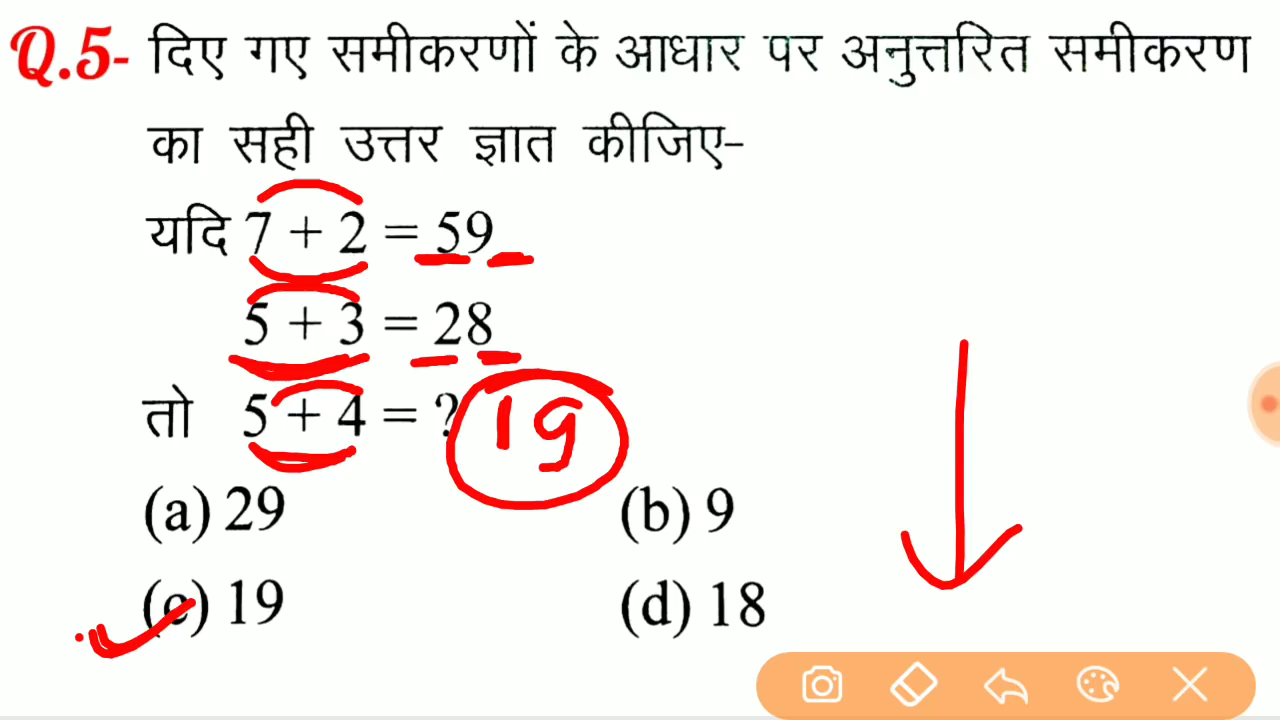 Q.5- दिए गए समीकरणों के आधार पर अनुत्तरित समीकरण
का सही उत्तर ज्ञात कीजिए-
यदि 7 + 2 = 59
5 + 3 = 28
तो 5 + 4 = ? 19
(a) 29 (b) 9
(c) 19 (d) 18